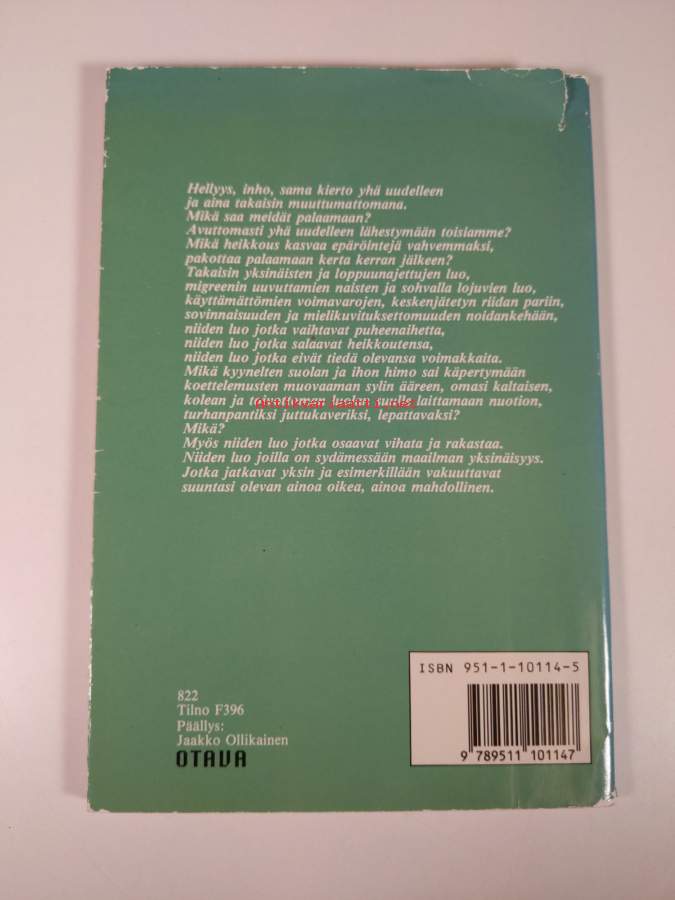 Hellyys, inho, sama kierto yhä uudelleen
ja aina takaisin muuttumattomana.
Mikä saa meidät palaamaan?
Avuttomasti yhä uudelleen lähestymään toisiamme?
Mikä heikkous kasvaa epäröintejä vahvemmaksi,
pakottaa palaamaan kerta kerran jälkeen?
Takaisin yksinäisten ja loppuunajettujen luo,
migreenin uuvuttamien naisten ja sohvalla lojuvien luo,
käyttämättömien voimavarojen, keskenjätetyn riidan pariin,
sovinnaisuuden ja mielikuvituksettomuuden noidankehään,
niiden luo jotka vaihtavat puheenaihetta,
niiden luo jotka salaavat heikkoutensa,
niiden luo jotka eivät tiedä olevansa voimakkaita.
Mikä kyynelten suolan ja ihon himo sai käpertymään
koettelemusten muovaaman sylin ääreen, omasi kaltaisen,
kolean ja luolan suulle laittamaan nuotion,
antikvariaatti.net
turhanpantiksi juttukaveriksi, lepattavaksi?
Mikä?
Myös niiden luo jotka osaavat vihata ja rakastaa.
Niiden luo joilla on sydämessään maailman yksinäisyys.
Jotka jatkavat yksin ja esimerkillään vakuuttavat
suuntasi olevan ainoa oikea, ainoa mahdollinen.
822
Tilno F396
Päällys:
Jaakko Ollikainen
OTAVA
ISBN 951-1-10114-5
9 789511 101147